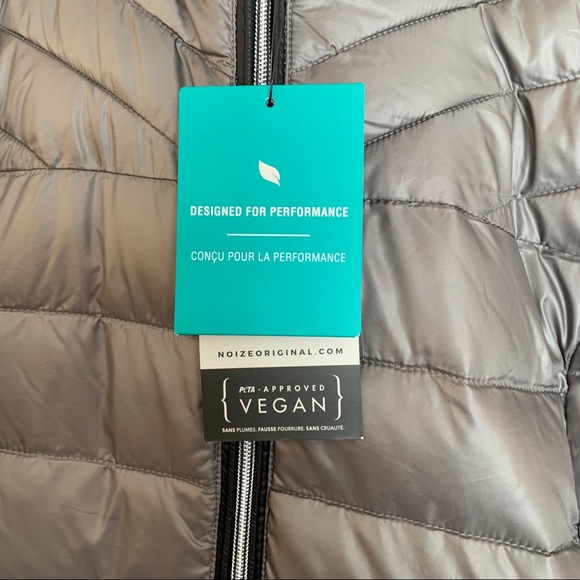 DESIGNED FOR PERFORMANCE
CONÇU POUR LA PERFORMANCE
NOIZEORIGINAL.COM
PeTA - APPROVED
VEGAN
SANS PLUMES. FAUSSE FOURRURE. SANS CRUAUTÉ.